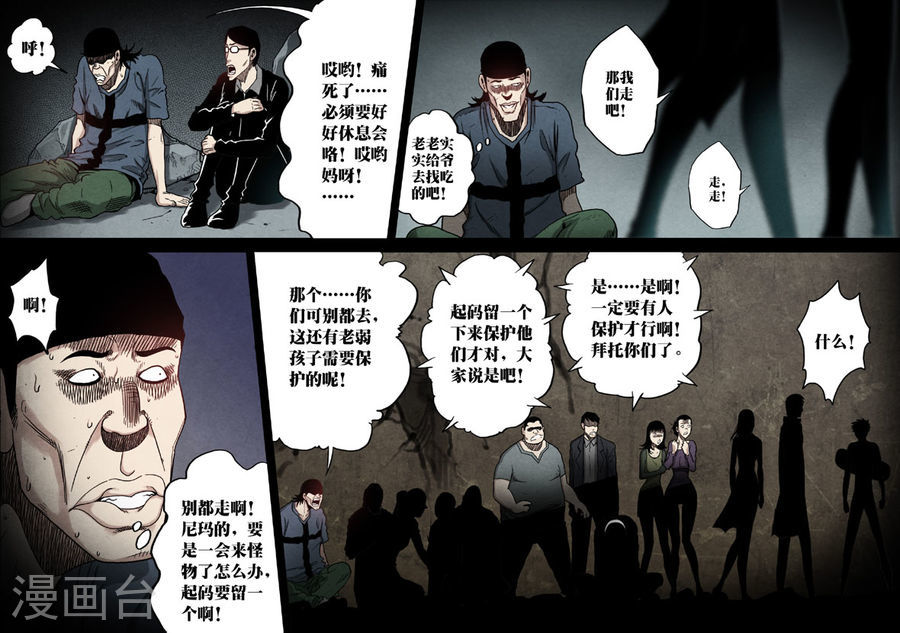 呼！
哎哟！痛
死了……
必须要好
好休息会
咯！哎哟
妈呀！
……
那我
们走
吧！
老老实
实给爷
去找吃
的吧！
走，
走！
啊！
别都走啊！
尼玛的，要
是一会来怪
物了怎么办，
起码要留一
个啊！
那个……你
们可别都去，
这还有老弱
孩子需要保
护的呢！
起码留一个
下来保护他
们才对，大
家说是吧！
是……是啊！
一定要有人
保护才行啊！
拜托你们了。
什么！
漫画台